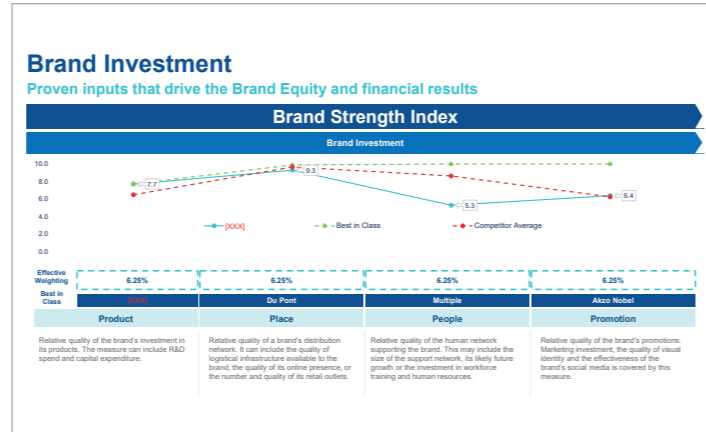 Brand Investment
Proven inputs that drive the Brand Equity and financial results
Brand Strength Index
Brand Investment
10.0
8.0
6.0
4.0
2.0
0.0
7.7
9.3
5.3
6.4
[XXX]
Best in Class
Competitor Average
Effective
Weighting
6.25%
6.25%
6.25%
6.25%
Best in
Class
[XXX]
Du Pont
Multiple
Akzo Nobel
Product
Place
People
Promotion
Relative quality of the brand's investment in
its products. The measure can include R&D
spend and capital expenditure.
Relative quality of a brand's distribution
network. It can include the quality of
logistical infrastructure available to the
brand, the quality of its online presence, or
the number and quality of its retail outlets.
Relative quality of the human network
supporting the brand. This may include the
size of the support network, its likely future
growth or the investment in workforce
training and human resources.
Relative quality of the brand's promotions.
Marketing investment, the quality of visual
identity and the effectiveness of the
brand's social media is covered by this
measure.